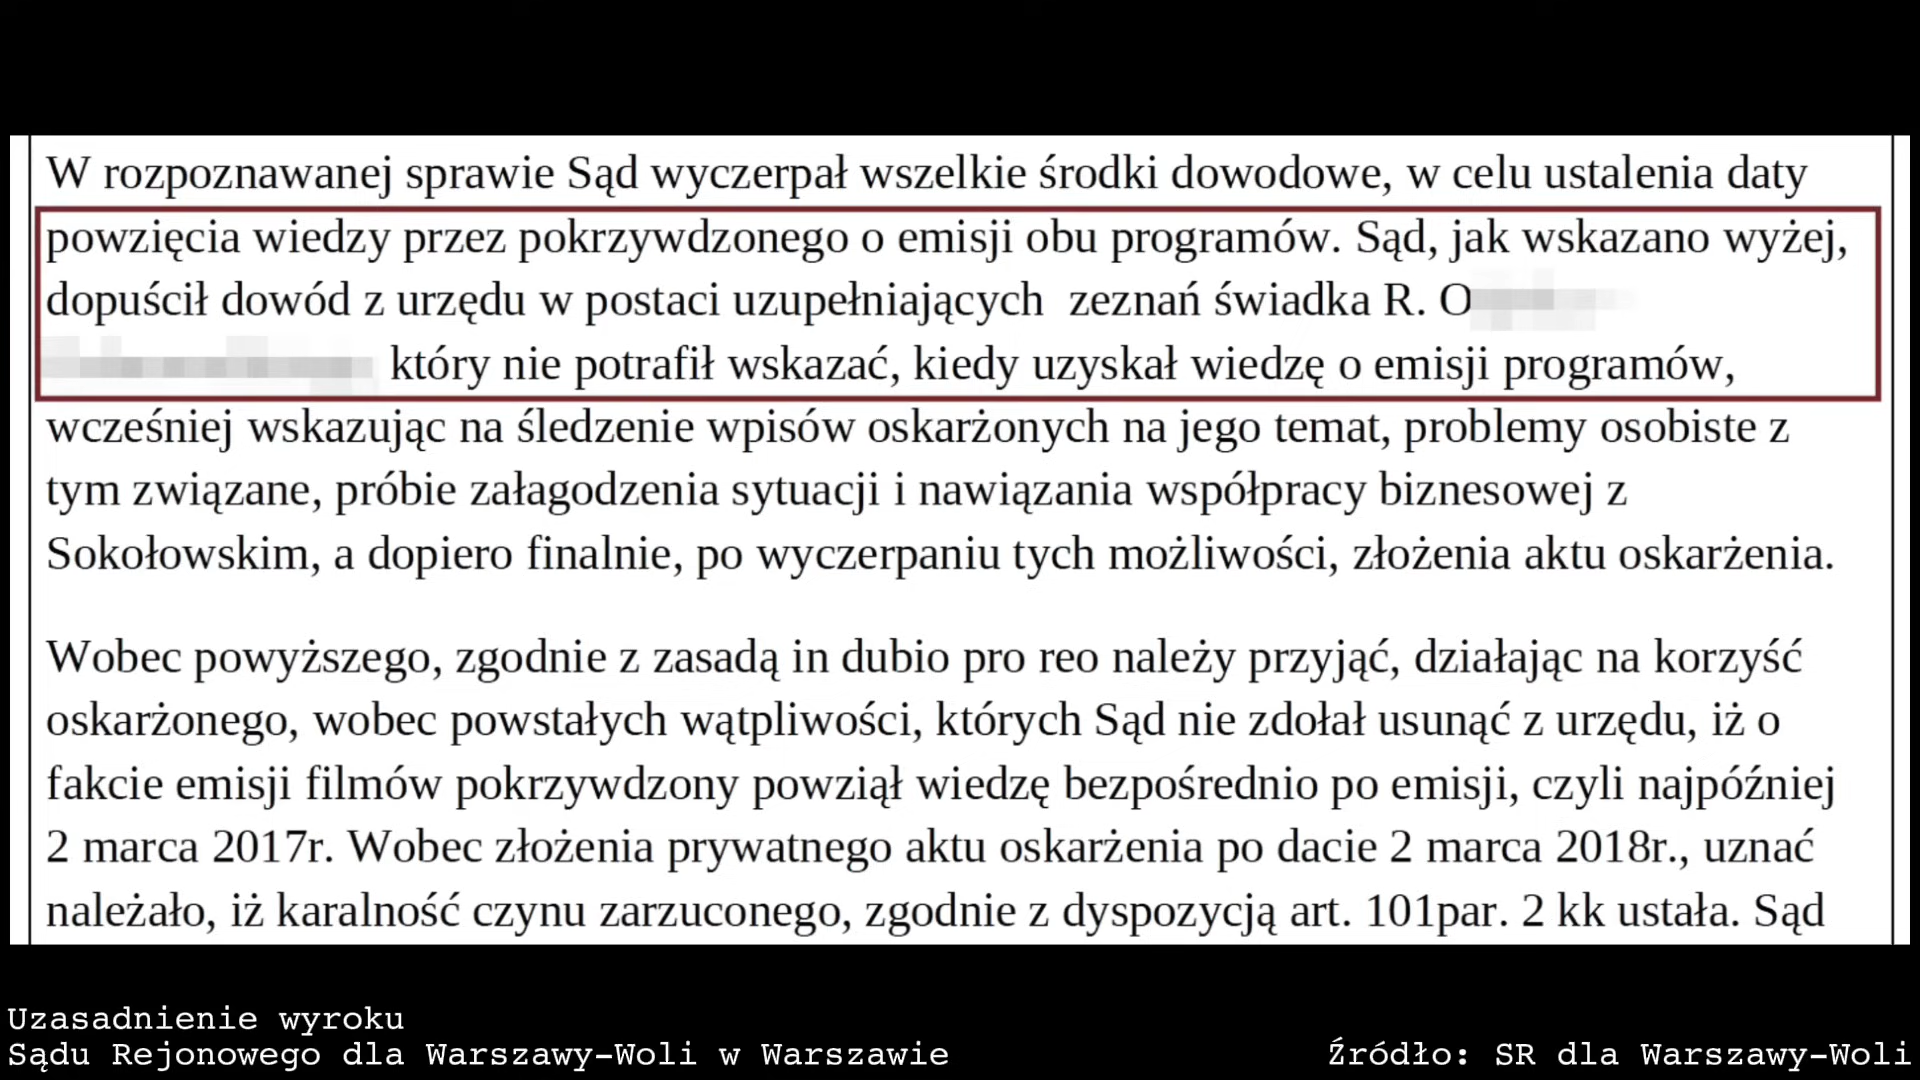 W rozpoznawanej sprawie Sąd wyczerpał wszelkie środki dowodowe, w celu ustalenia daty
powzięcia wiedzy przez pokrzywdzonego o emisji obu programów. Sąd, jak wskazano wyżej,
dopuścił dowód z urzędu w postaci uzupełniających zeznań świadka R. O
który nie potrafił wskazać, kiedy uzyskał wiedzę o emisji programów,
wcześniej wskazując na śledzenie wpisów oskarżonych na jego temat, problemy osobiste z
tym związane, próbie załagodzenia sytuacji i nawiązania współpracy biznesowej z
Sokołowskim, a dopiero finalnie, po wyczerpaniu tych możliwości, złożenia aktu oskarżenia.
Wobec powyższego, zgodnie z zasadą in dubio pro reo należy przyjąć, działając na korzyść
oskarżonego, wobec powstałych wątpliwości, których Sąd nie zdołał usunąć z urzędu, iż o
fakcie emisji filmów pokrzywdzony powziął wiedzę bezpośrednio po emisji, czyli najpóźniej
2 marca 2017r. Wobec złożenia prywatnego aktu oskarżenia po dacie 2 marca 2018r., uznać
należało, iż karalność czynu zarzuconego, zgodnie z dyspozycją art. 101par. 2 kk ustała. Sąd
Uzasadnienie wyroku
Sądu Rejonowego dla Warszawy-Woli w Warszawie
Źródło: SR dla Warszawy-Woli